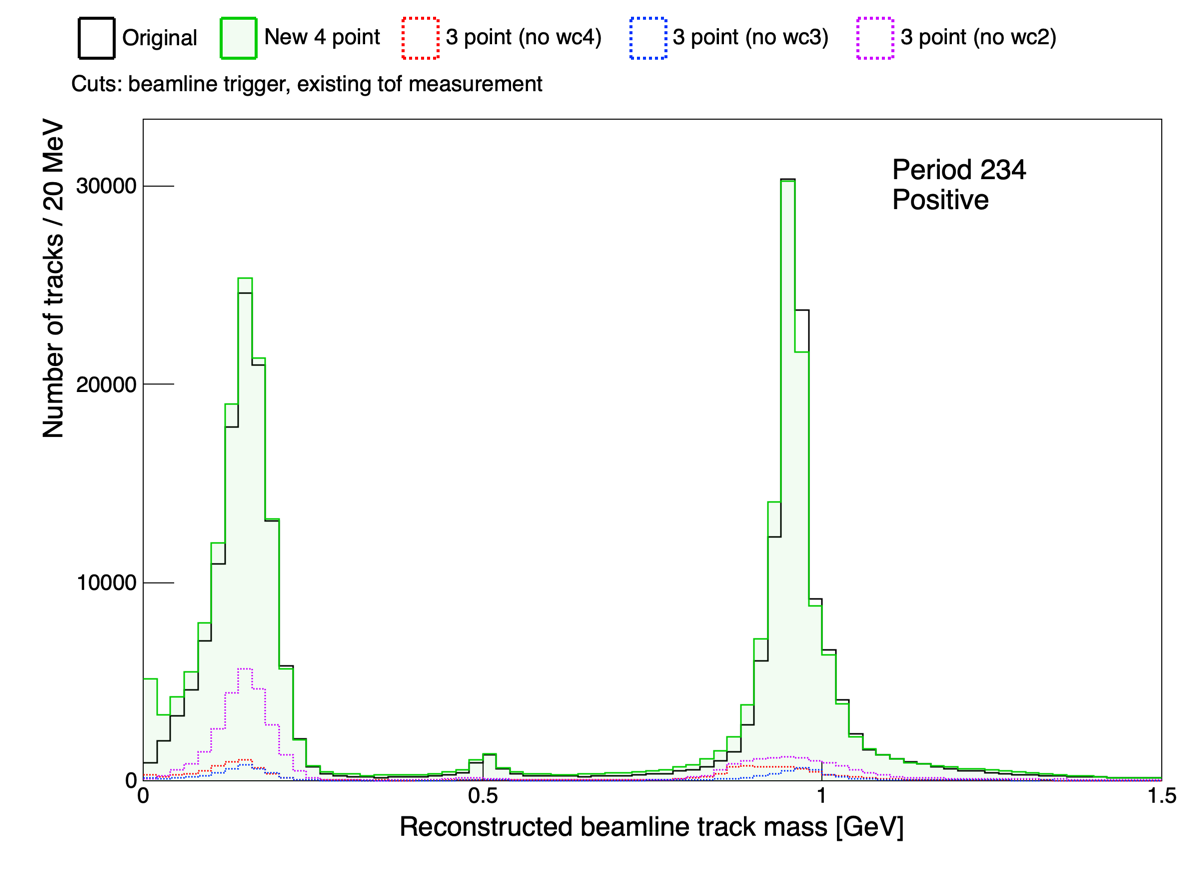 Original New 4 point 3 point (no wc4) 3 point (no wc3) 3 point (no wc2)
Cuts: beamline trigger, existing tof measurement
Number of tracks / 20 MeV
30000
20000
10000
0
Period 234
Positive
0 0.5 1 1.5
Reconstructed beamline track mass [GeV]